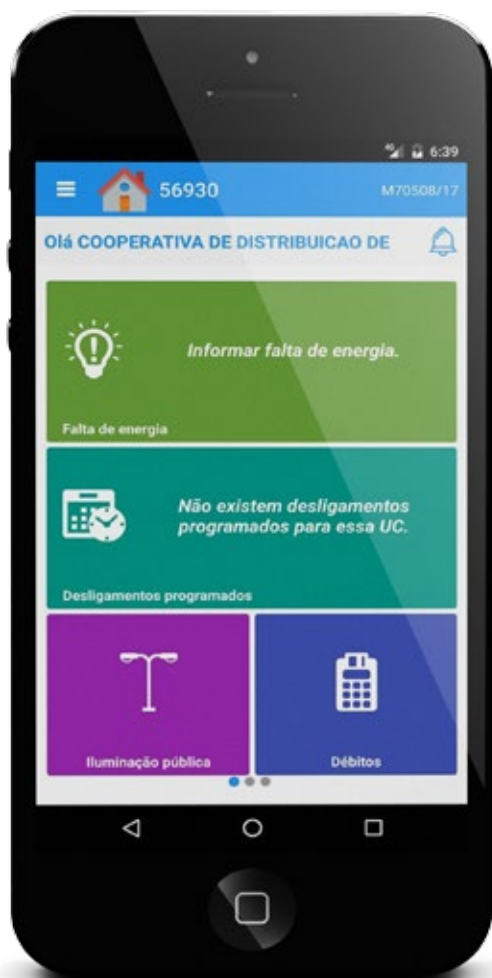 4G 6:39
56930 M70508/17
Olá COOPERATIVA DE DISTRIBUICAO DE
Informar falta de energia.
Falta de energia
Não existem desligamentos
programados para essa UC.
Desligamentos programados
Iluminação pública Débitos